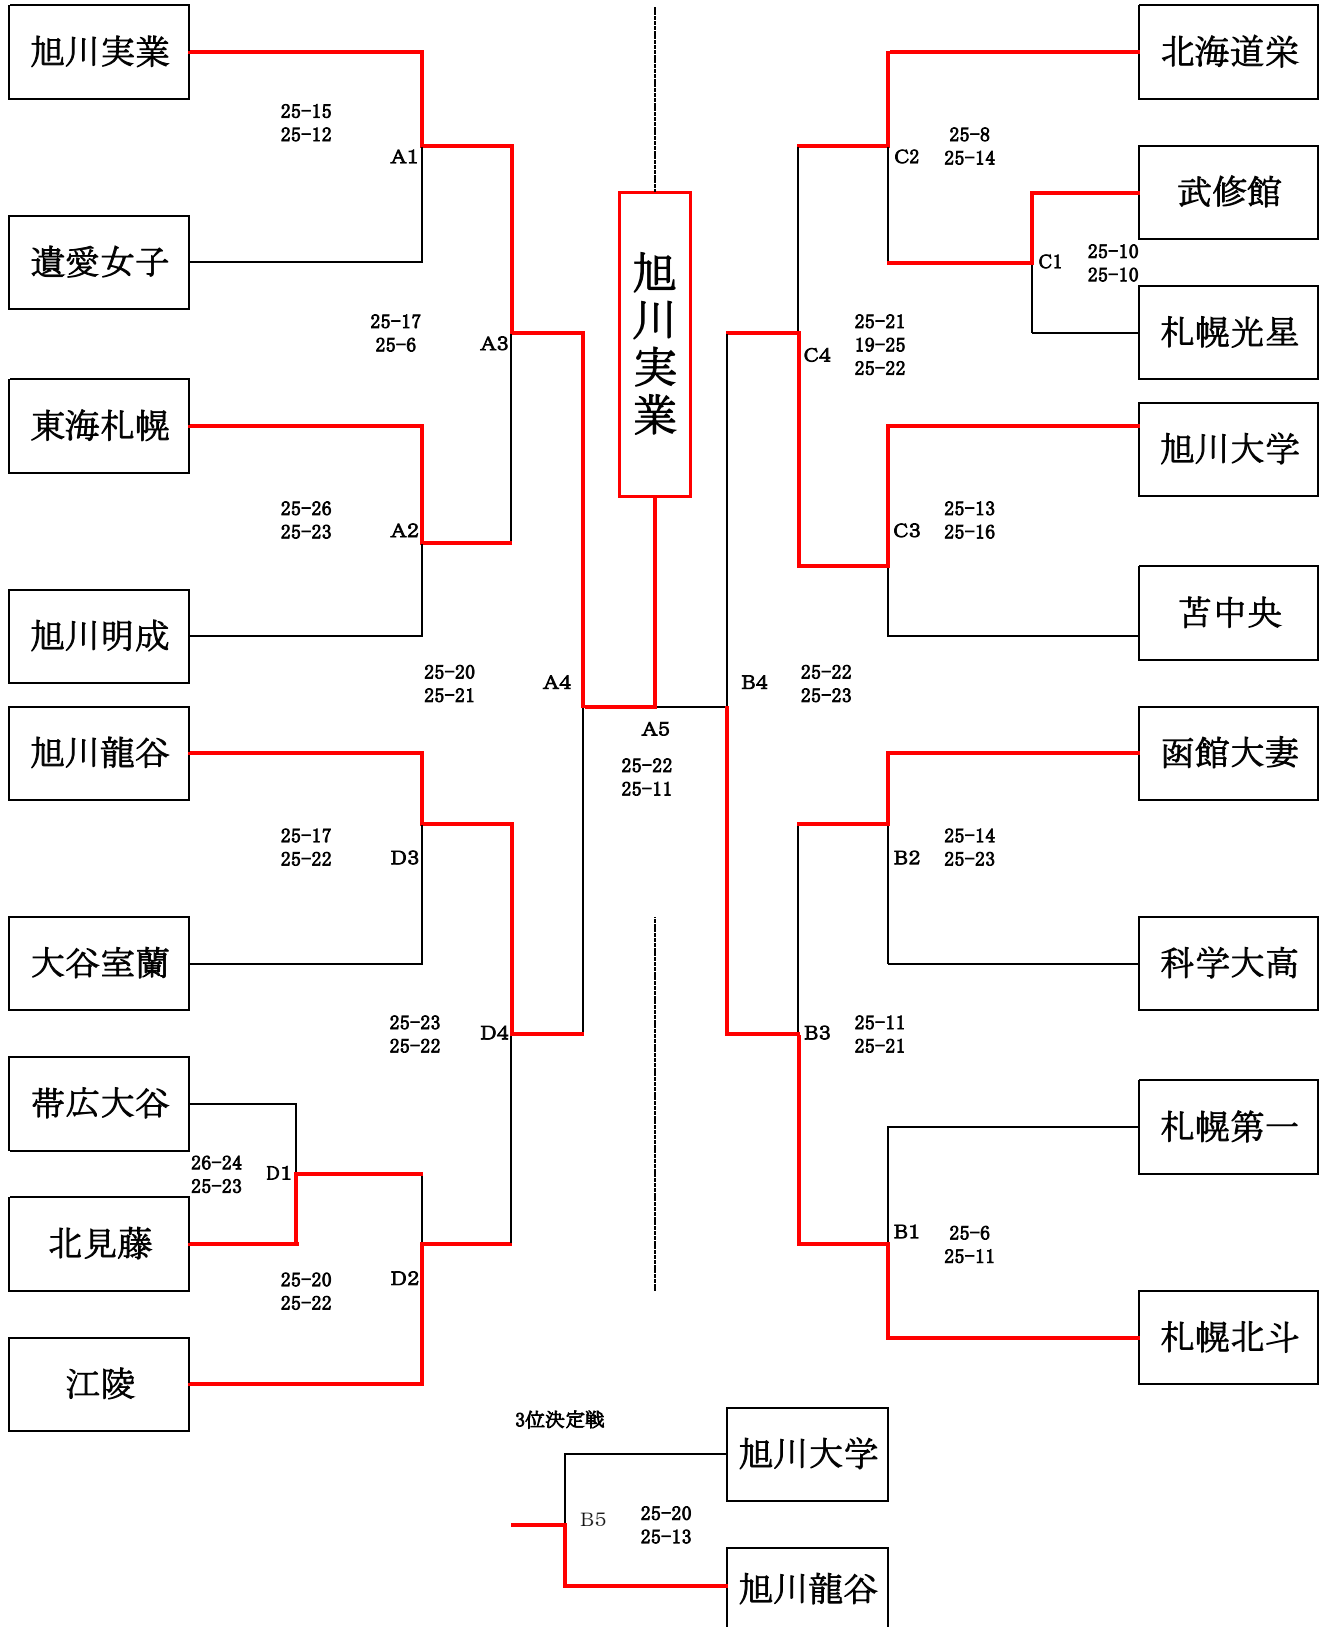 旭川実業
25-15
25-12
A1
遺愛女子
25-17
25-6
A3
東海札幌
25-26
25-23
A2
旭川明成
25-20
25-21
A4
旭川龍谷
25-17
25-22
D3
大谷室蘭
25-23
25-22
D4
帯広大谷
26-24
25-23
D1
北見藤
25-20
25-22
D2
江陵
旭川実業
A5
25-22
25-11
北海道栄
C2
25-8
25-14
武修館
C1
25-10
25-10
札幌光星
C4
25-21
19-25
25-22
旭川大学
C3
25-13
25-16
苫中央
B4
25-22
25-23
函館大妻
B2
25-14
25-23
科学大高
B3
25-11
25-21
札幌第一
B1
25-6
25-11
札幌北斗
3位決定戦
旭川大学
B5
25-20
25-13
旭川龍谷